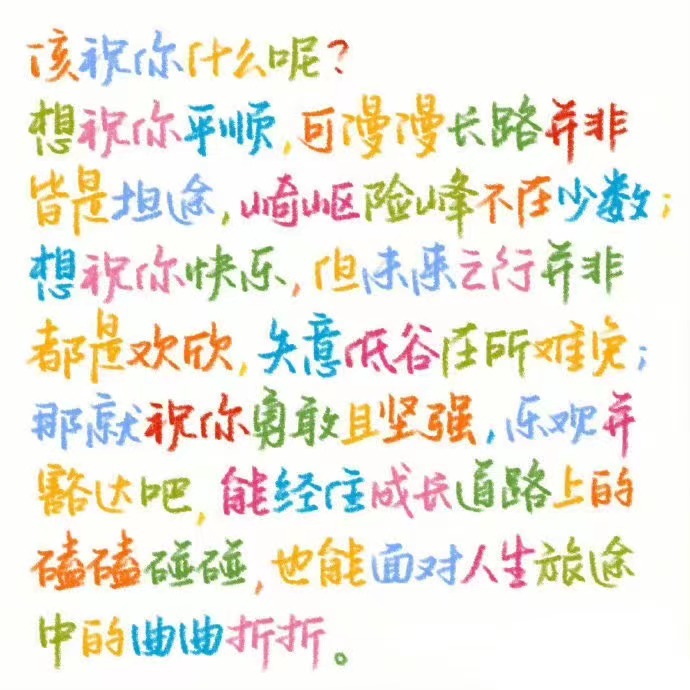 该祝你什么呢？
想祝你平顺,可漫漫长路并非
皆是坦途,崎岖险峰不在少数；
想祝你快乐,但未来之行并非
都是欢欣,失意低谷在所难免；
那就祝你勇敢且坚强,乐观并
豁达吧,能经住成长道路上的
磕磕碰碰,也能面对人生旅途
中的曲曲折折。